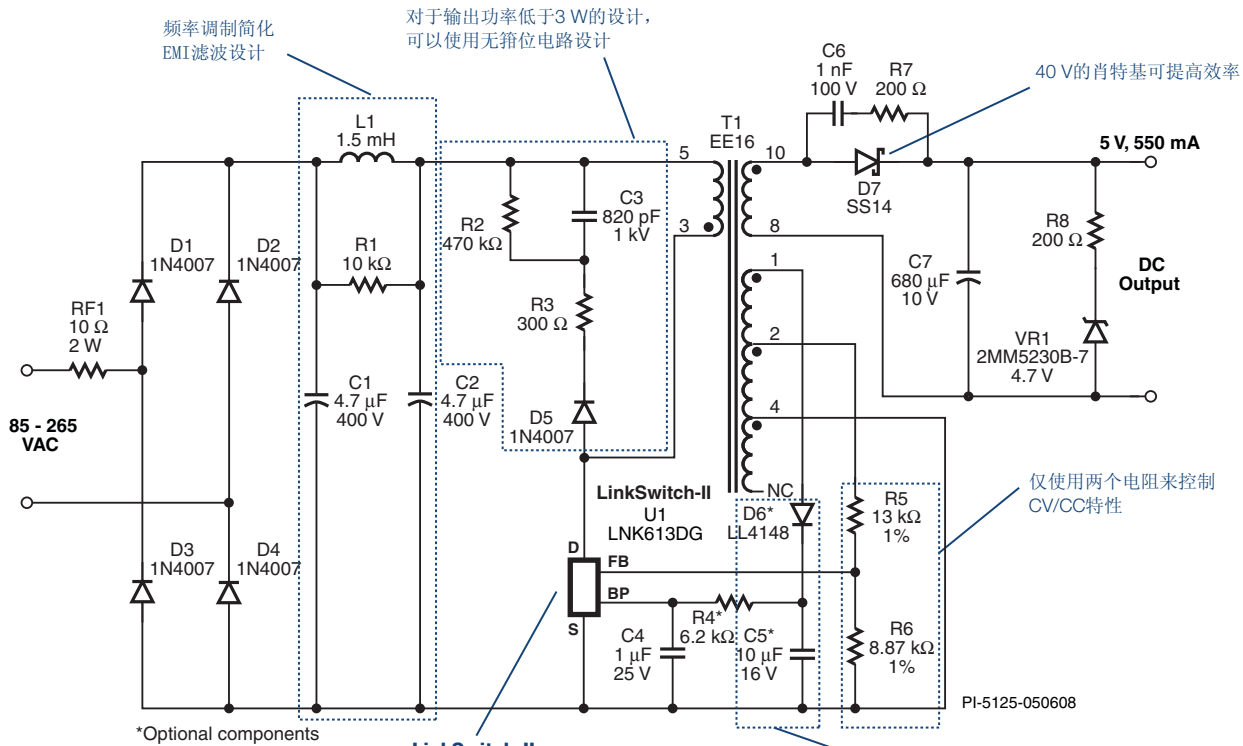 频率调制简化
EMI滤波设计
对于输出功率低于3 W的设计，
可以使用无箝位电路设计
40 V的肖特基可提高效率
C6
1 nF
100 V
R7
200 Ω
L1
1.5 mH
T1
EE16
5
10
D7
SS14
5 V, 550 mA
3
8
C3
820 pF
1 kV
R2
470 kΩ
R8
200 Ω
D1
1N4007
D2
1N4007
R1
10 kΩ
1
C7
680 µF
10 V
DC
Output
RF1
10 Ω
2 W
R3
300 Ω
2
VR1
2MM5230B-7
4.7 V
C1
4.7 µF
400 V
C2
4.7 µF
400 V
4
D5
1N4007
85 - 265
VAC
NC
LinkSwitch-II
U1
LNK613DG
D6*
LL4148
R5
13 kΩ
1%
仅使用两个电阻来控制
CV/CC特性
D3
1N4007
D4
1N4007
D
FB
BP
S
R4*
6.2 kΩ
C4
1 µF
25 V
C5*
10 µF
16 V
R6
8.87 kΩ
1%
PI-5125-050608
*Optional components
LinkSwitch-II